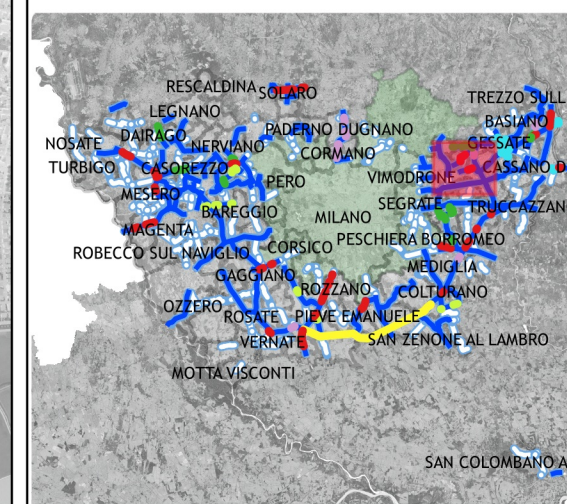 RESCALDINA
SOLARO
TREZZO SULL
LEGNANO
BASIANO
DAIRAGO
PADERNO DUGNANO
NOSATE
NERVIANO
GESSATE
CORMANO
TURBIGO
CASOREZZO
CASSANO D
VIMODRONE
PERO
MESERO
SEGRATE
TRUCCAZZAN
BAREGGIO
MILANO
MAGENTA
PESCHIERA BORROMEO
ROBECCO SUL NAVIGLIO
CORSICO
MEDIGLIA
GAGGIANO
ROZZANO
COLTURANO
OZZERO
ROSATE
PIEVE EMANUELE
VERNATE
SAN ZENONE AL LAMBRO
MOTTA VISCONTI
SAN COLOMBANO A